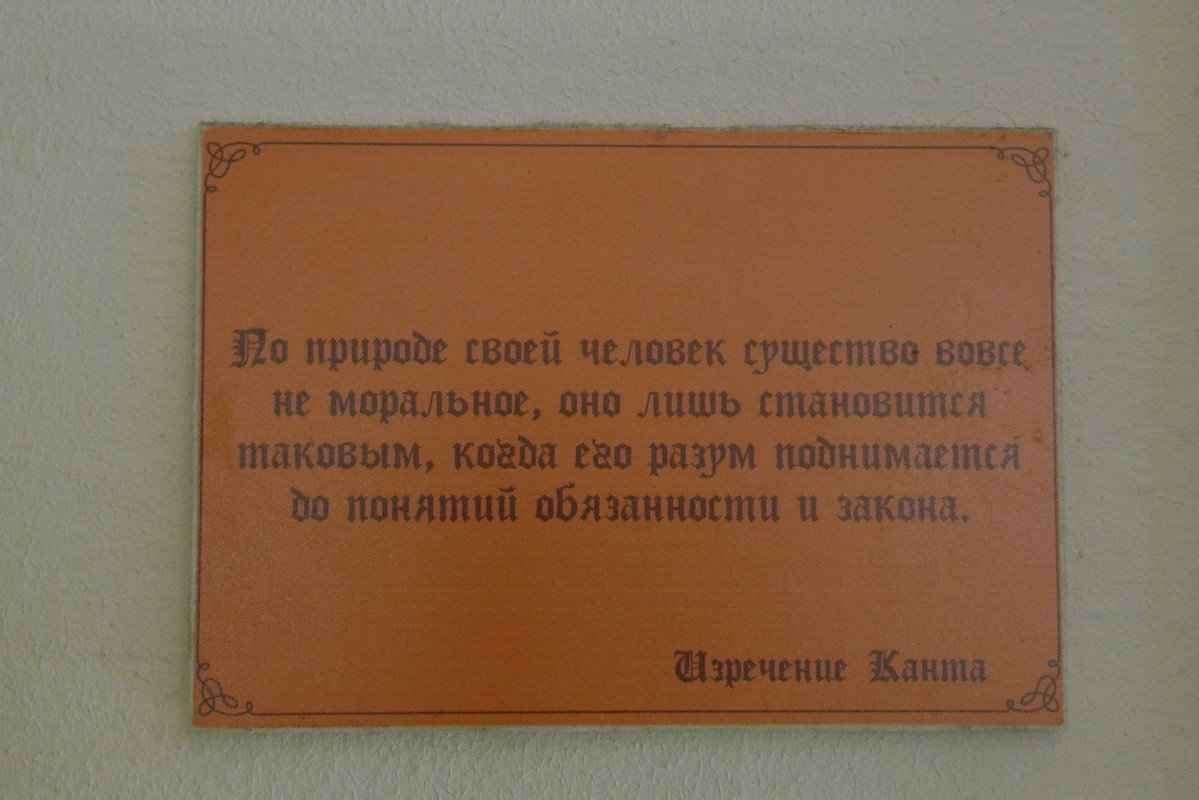 По природе своей человек существо вовсе
не моральное, оно лишь становится
таковым, когда его разум поднимается
до понятий обязанности и закона.
Изречение Канта